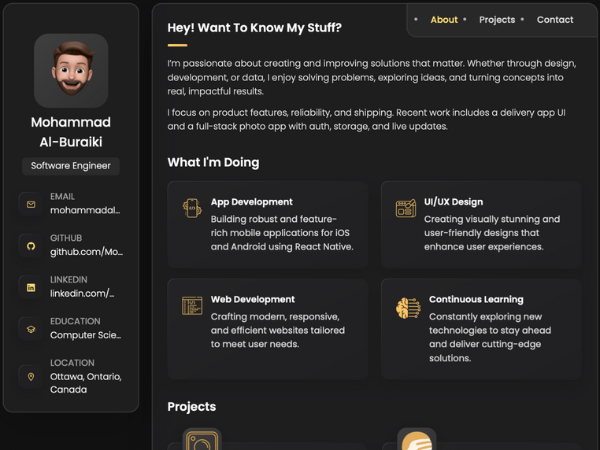 Mohammad
Al-Buraiki
Software Engineer
EMAIL
mohammadal...
GITHUB
github.com/Mo...
LINKEDIN
linkedin.com/...
EDUCATION
Computer Scie...
LOCATION
Ottawa, Ontario,
Canada
About
Projects
Contact
Hey! Want To Know My Stuff?
I'm passionate about creating and improving solutions that matter. Whether through design,
development, or data, I enjoy solving problems, exploring ideas, and turning concepts into
real, impactful results.
I focus on product features, reliability, and shipping. Recent work includes a delivery app UI
and a full-stack photo app with auth, storage, and live updates.
What I'm Doing
App Development
Building robust and feature-
rich mobile applications for iOS
and Android using React Native.
UI/UX Design
Creating visually stunning and
user-friendly designs that
enhance user experiences.
Web Development
Crafting modern, responsive,
and efficient websites tailored
to meet user needs.
Continuous Learning
Constantly exploring new
technologies to stay ahead
and deliver cutting-edge
solutions.
Projects